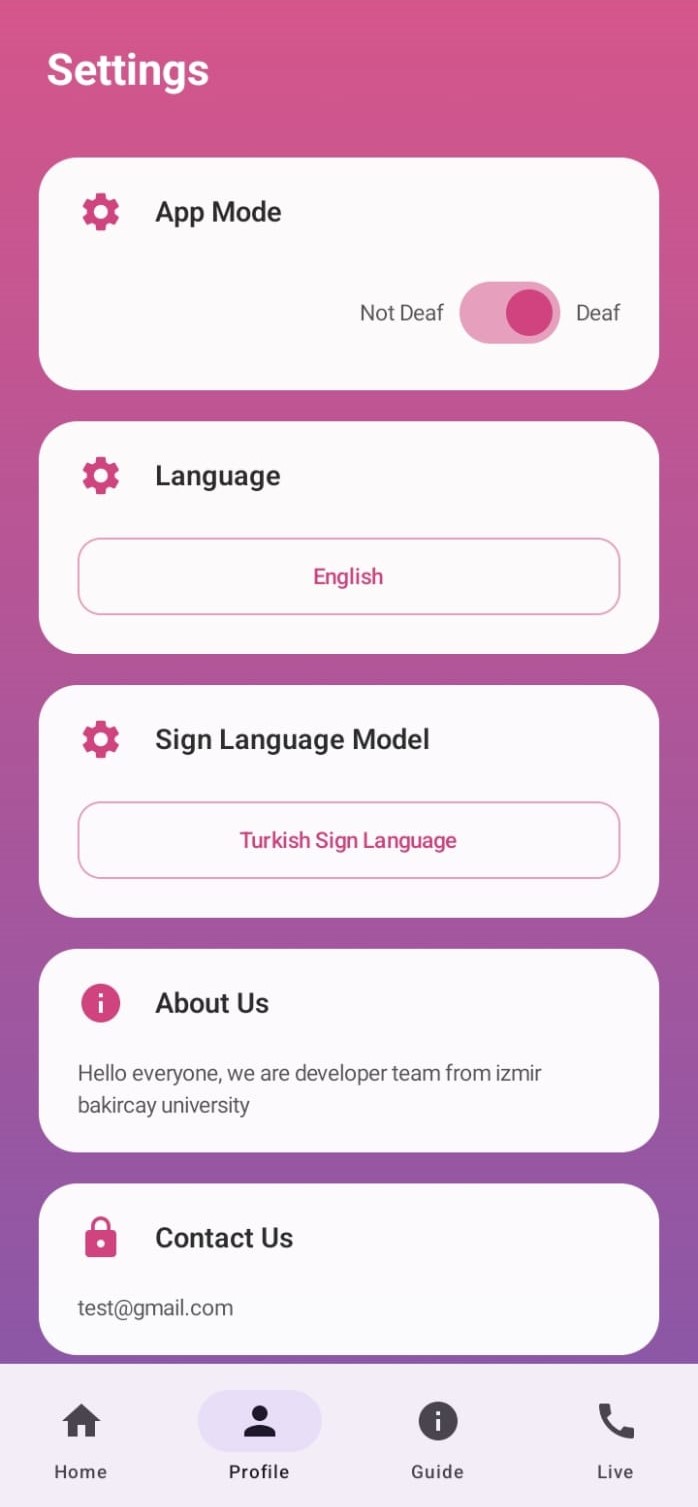 Settings
App Mode
Not Deaf Deaf
Language
English
Sign Language Model
Turkish Sign Language
About Us
Hello everyone, we are developer team from izmir
bakircay university
Contact Us
test@gmail.com
Home Profile Guide Live